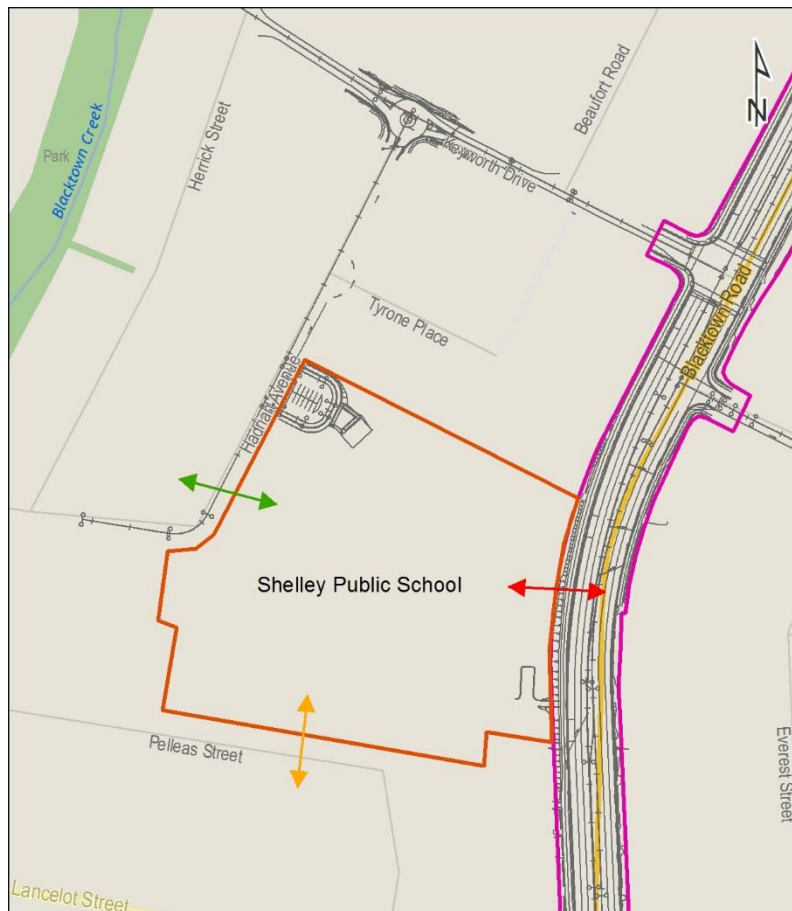 N
Beaufort Road
Herrick Street
Park
Blacktown Creek
Keyworth Drive
Blacktown Road
Tyrone Place
Hadrian Avenue
Shelley Public School
Pelleas Street
Everest Street
Lancelot Street